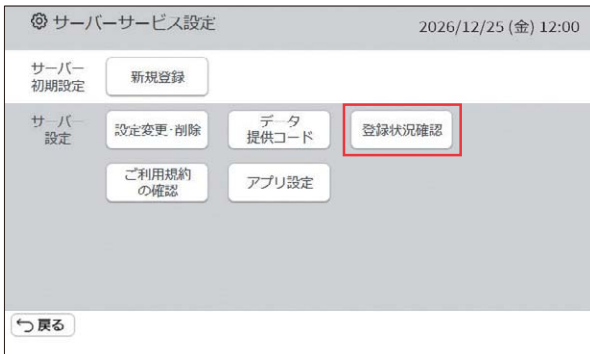 サーバーサービス設定
2026/12/25 (金) 12:00
サーバー
初期設定
新規登録
サーバー
設定
設定変更・削除
データ
提供コード
登録状況確認
ご利用規約
の確認
アプリ設定
戻る